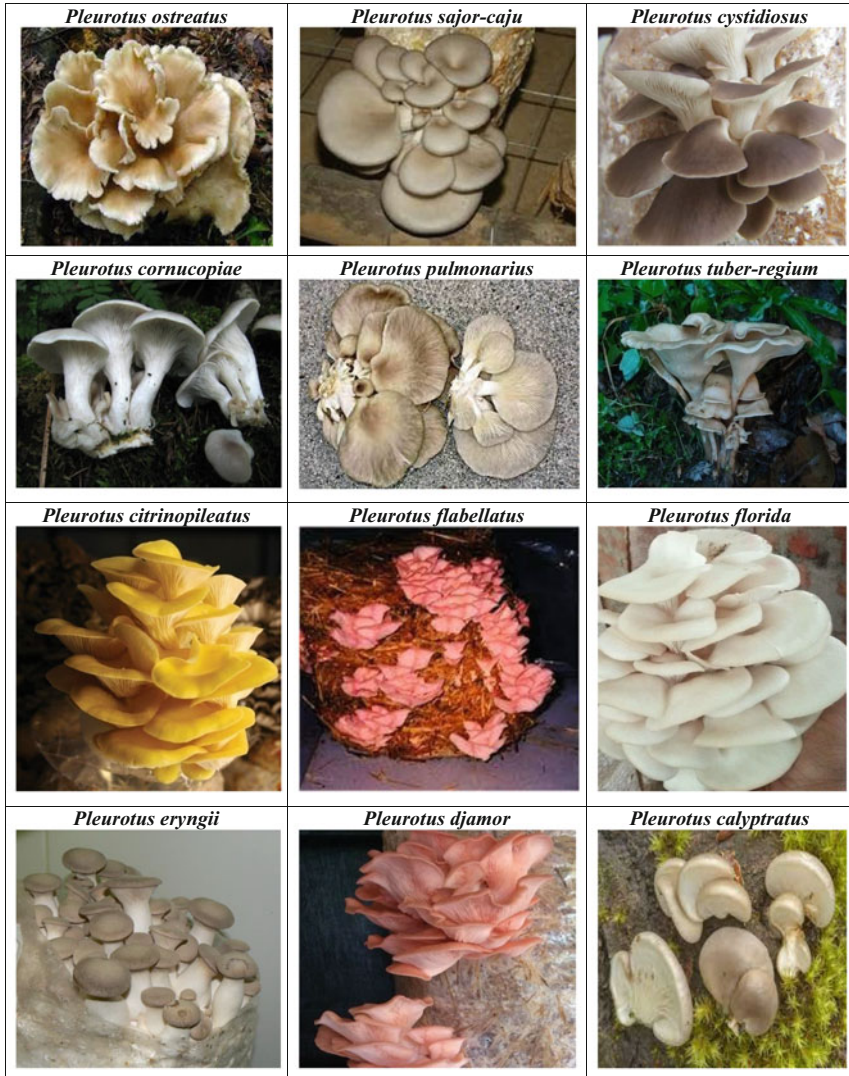 Pleurotus ostreatus
Pleurotus sajor-caju
Pleurotus cystidiosus
Pleurotus cornucopiae
Pleurotus pulmonarius
Pleurotus tuber-regium
Pleurotus citrinopileatus
Pleurotus flabellatus
Pleurotus florida
Pleurotus eryngii
Pleurotus djamor
Pleurotus calyptratus